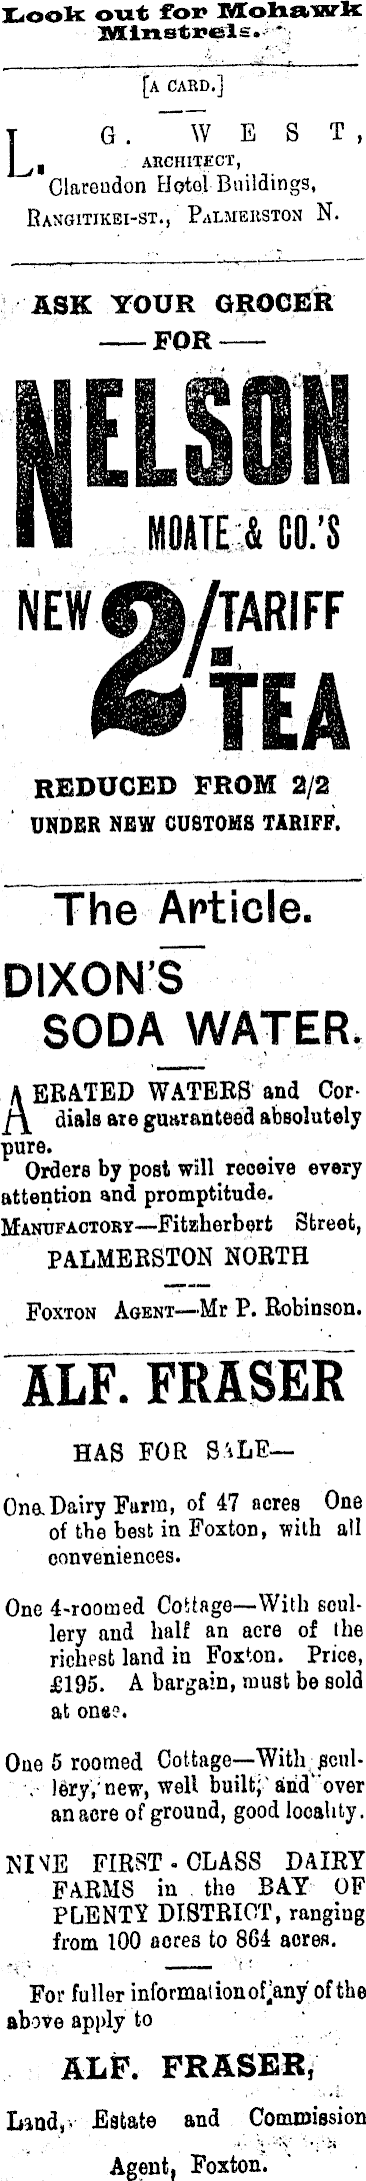 Look out for Mohawk
Minstrels.
[A CARD.]
L. G. WEST,
ARCHITECT,
Clarendon Hotel Buildings,
RANGITIKEI-ST., PALMERSTON N.
ASK YOUR GROCER
— FOR —
NELSON
MOATE & CO.'S
NEW 2/- TARIFF
TEA
REDUCED FROM 2/2
UNDER NEW CUSTOMS TARIFF.
The Article.
DIXON'S
SODA WATER.
AERATED WATERS and Cor-
dials are guaranteed absolutely
pure.
Orders by post will receive every
attention and promptitude.
MANUFACTORY—Fitzherbert Street,
PALMERSTON NORTH
FOXTON AGENT—Mr P. Robinson.
ALF. FRASER
HAS FOR SALE—
One Dairy Farm, of 47 acres One
of the best in Foxton, with all
conveniences.
One 4-roomed Cottage—With scul-
lery and half an acre of the
richest land in Foxton. Price,
£195. A bargain, must be sold
at once.
One 5 roomed Cottage—With scul-
lery, new, well built, and over
an acre of ground, good locality.
NINE FIRST-CLASS DAIRY
FARMS in the BAY OF
PLENTY DISTRICT, ranging
from 100 acres to 864 acres.
For fuller information of any of the
above apply to
ALF. FRASER,
Land, Estate and Commission
Agent, Foxton.